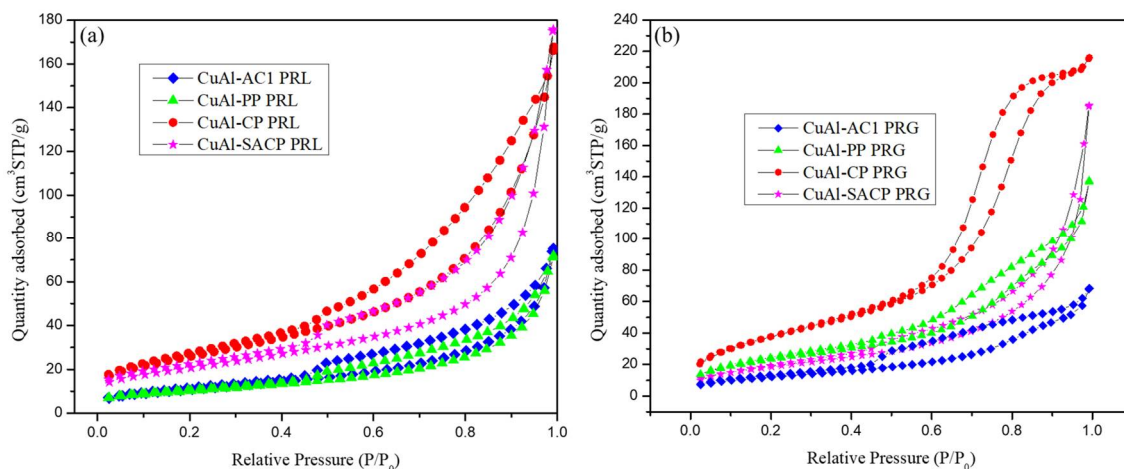 (a)
180
160
140
120
100
80
60
40
20
0
Quantity adsorbed (cm³STP/g)
CuAl-AC1 PRL
CuAl-PP PRL
CuAl-CP PRL
CuAl-SACP PRL
0.0 0.2 0.4 0.6 0.8 1.0
Relative Pressure (P/P₀)
(b)
240
220
200
180
160
140
120
100
80
60
40
20
0
Quantity adsorbed (cm³STP/g)
CuAl-AC1 PRG
CuAl-PP PRG
CuAl-CP PRG
CuAl-SACP PRG
0.0 0.2 0.4 0.6 0.8 1.0
Relative Pressure (P/P₀)